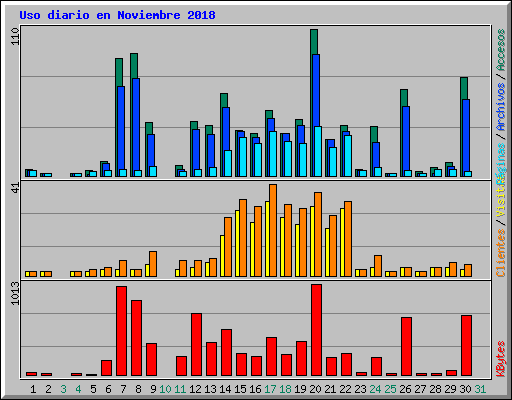 Uso diario en Noviembre 2018
110
41
1013
Clientes / Visitas
Páginas / Archivos / Accesos
KBytes
1 2 3 4 5 6 7 8 9 10 11 12 13 14 15 16 17 18 19 20 21 22 23 24 25 26 27 28 29 30 31